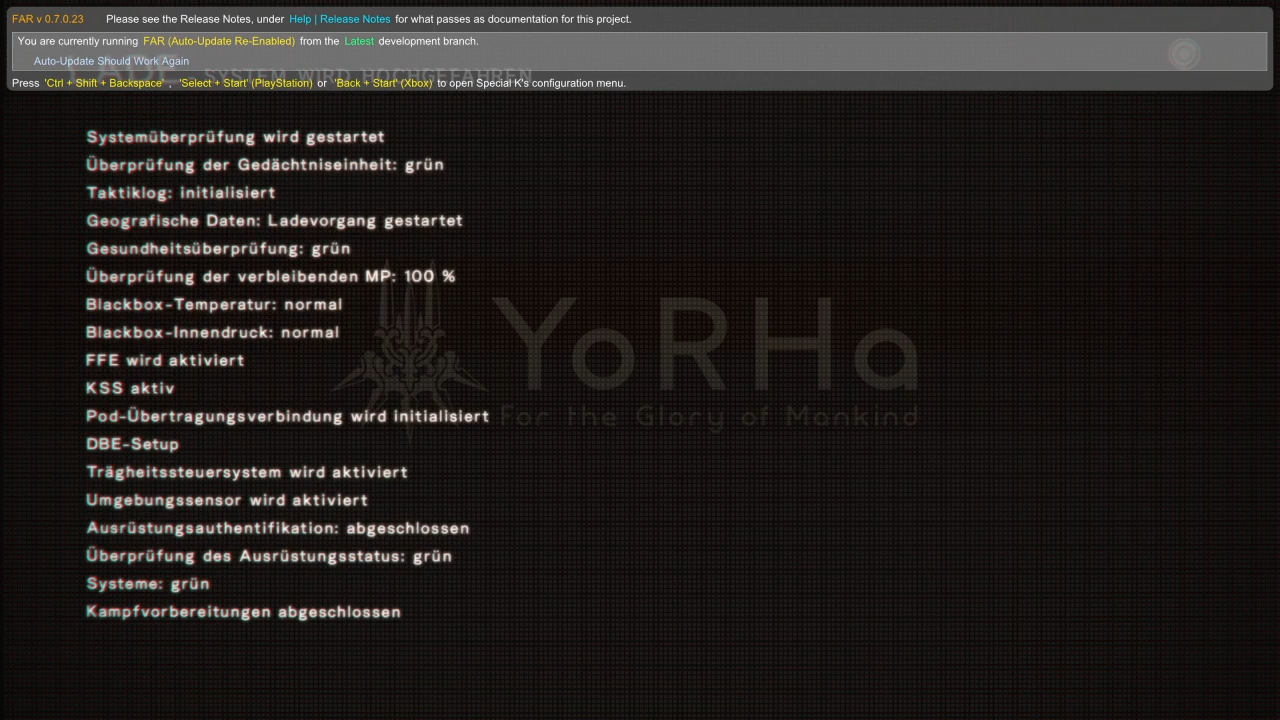 FAR v 0.7.0.23 Please see the Release Notes, under Help | Release Notes for what passes as documentation for this project.
You are currently running FAR (Auto-Update Re-Enabled) from the Latest development branch.
Auto-Update Should Work Again
LADE - SYSTEM WIRD HOCHGEFAHREN
Press 'Ctrl + Shift + Backspace' , 'Select + Start' (PlayStation) or 'Back + Start' (Xbox) to open Special K's configuration menu.
Systemüberprüfung wird gestartet
Überprüfung der Gedächtniseinheit: grün
Taktiklog: initialisiert
Geografische Daten: Ladevorgang gestartet
Gesundheitsüberprüfung: grün
Überprüfung der verbleibenden MP: 100 %
Blackbox-Temperatur: normal
Blackbox-Innendruck: normal
FFE wird aktiviert
KSS aktiv
Pod-Übertragungsverbindung wird initialisiert
DBE-Setup
Trägheitssteuersystem wird aktiviert
Umgebungssensor wird aktiviert
Ausrüstungsauthentifikation: abgeschlossen
Überprüfung des Ausrüstungsstatus: grün
Systeme: grün
Kampfvorbereitungen abgeschlossen
YoRHa
For the Glory of Mankind